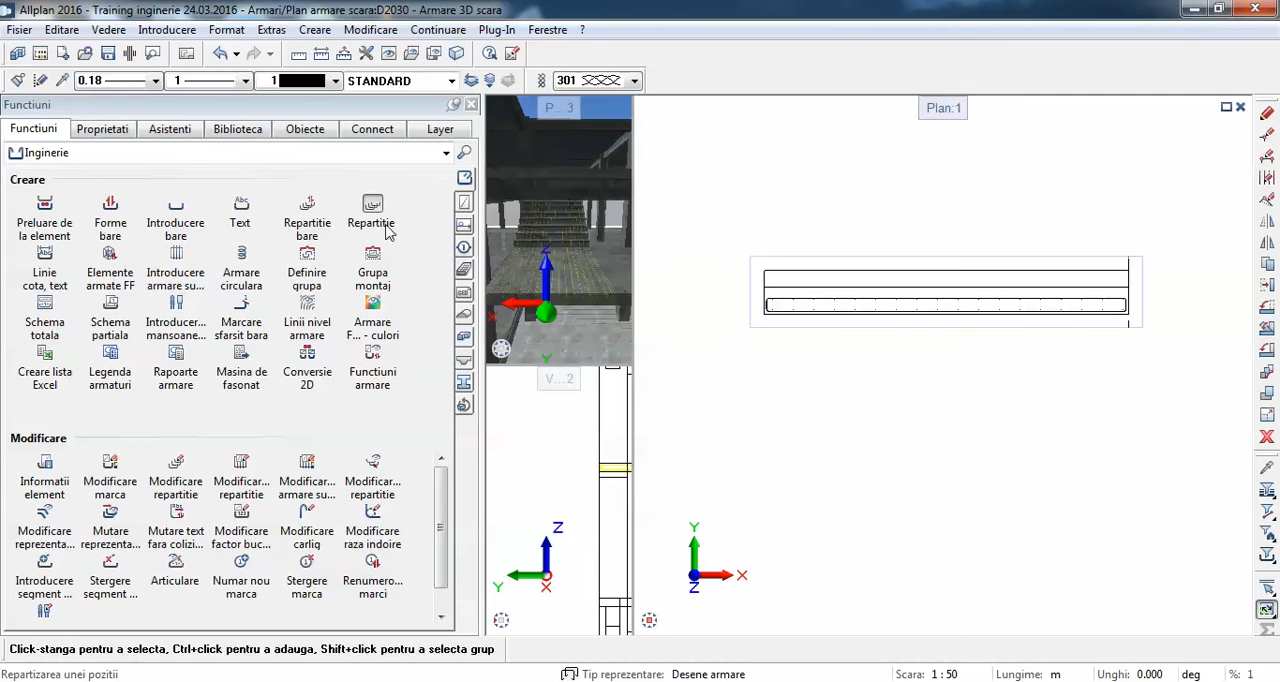 Allplan 2016 - Training inginerie 24.03.2016 - Armari/Plan armare scara:D2030 - Armare 3D scara
Fisier Editare Vedere Introducere Format Extras Creare Modificare Continuare Plug-In Ferestre ?
0.18 1 1 STANDARD 301
Functiuni
Functiuni Proprietati Asistenti Biblioteca Obiecte Connect Layer
Inginerie
Creare
Preluare de la element
Forme bare
Introducere bare
Text
Repartitie bare
Repartitie
Linie cota, text
Elemente armate FF
Introducere armare su...
Armare circulara
Definire grupa
Grupa montaj
Schema totala
Schema partiala
Introducer... mansoane...
Marcare sfarsit bara
Linii nivel armare
Armare F... - culori
Creare lista Excel
Legenda armaturi
Rapoarte armare
Masina de fasonat
Conversie 2D
Functiuni armare
Modificare
Informatii element
Modificare marca
Modificare repartitie
Modificar... repartitie
Modificar... armare su...
Modificar... repartitie
Modificare reprezenta...
Mutare reprezenta...
Mutare text fara colizi...
Modificare factor buc...
Modificare carlig
Modificare raza indoire
Introducere segment ...
Stergere segment ...
Articulare
Numar nou marca
Stergere marca
Renumero... marci
P... 3
V...2
Plan:1
Z
X
Y
Z
Y
X
Y
X
Z
Click-stanga pentru a selecta, Ctrl+click pentru a adauga, Shift+click pentru a selecta grup
Repartizarea unei pozitii Tip reprezentare: Desene armare Scara: 1 : 50 Lungime: m Unghi: 0.000 deg %: 1